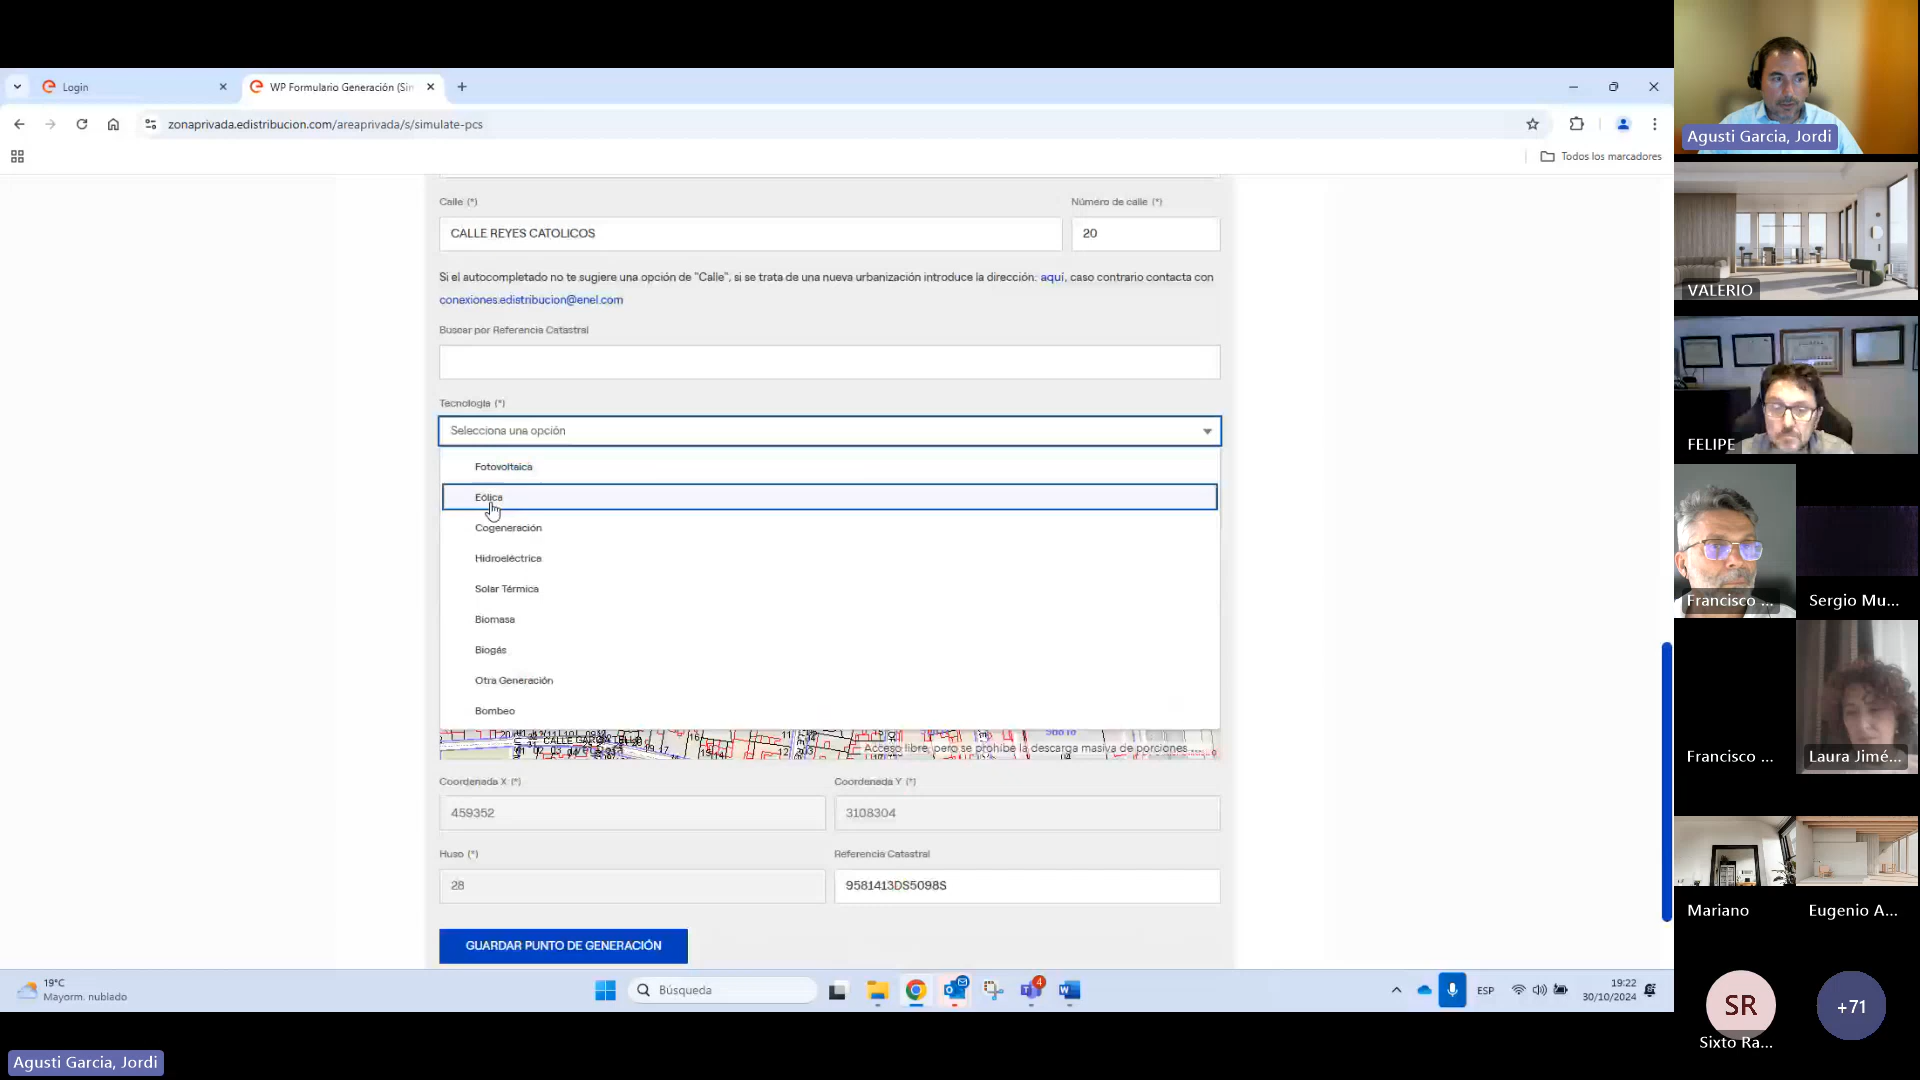 Login
WP Formulario Generación (Sin
zonaprivada.edistribucion.com/areaprivada/s/simulate-pcs
Todos los marcadores
Calle (*)
Número de calle (*)
CALLE REYES CATOLICOS
20
Si el autocompletado no te sugiere una opción de "Calle", si se trata de una nueva urbanización introduce la dirección: aquí, caso contrario contacta con
conexiones.edistribucion@enel.com
Buscar por Referencia Catastral
Tecnología (*)
Selecciona una opción
Fotovoltaica
Eólica
Cogeneración
Hidroeléctrica
Solar Térmica
Biomasa
Biogás
Otra Generación
Bombeo
Acceso libre, pero se prohíbe la descarga masiva de porciones ...
Coordenada X (*)
Coordenada Y (*)
459352
3108304
Huso (*)
Referencia Catastral
28
9581413DS5098S
GUARDAR PUNTO DE GENERACIÓN
19°C
Mayorm. nublado
Búsqueda
4
ESP
19:22
30/10/2024
Agusti Garcia, Jordi
Agusti Garcia, Jordi
VALERIO
FELIPE
Francisco ...
Sergio Mu...
Francisco ...
Laura Jimé...
Mariano
Eugenio A...
SR
+71
Sixto Ra...